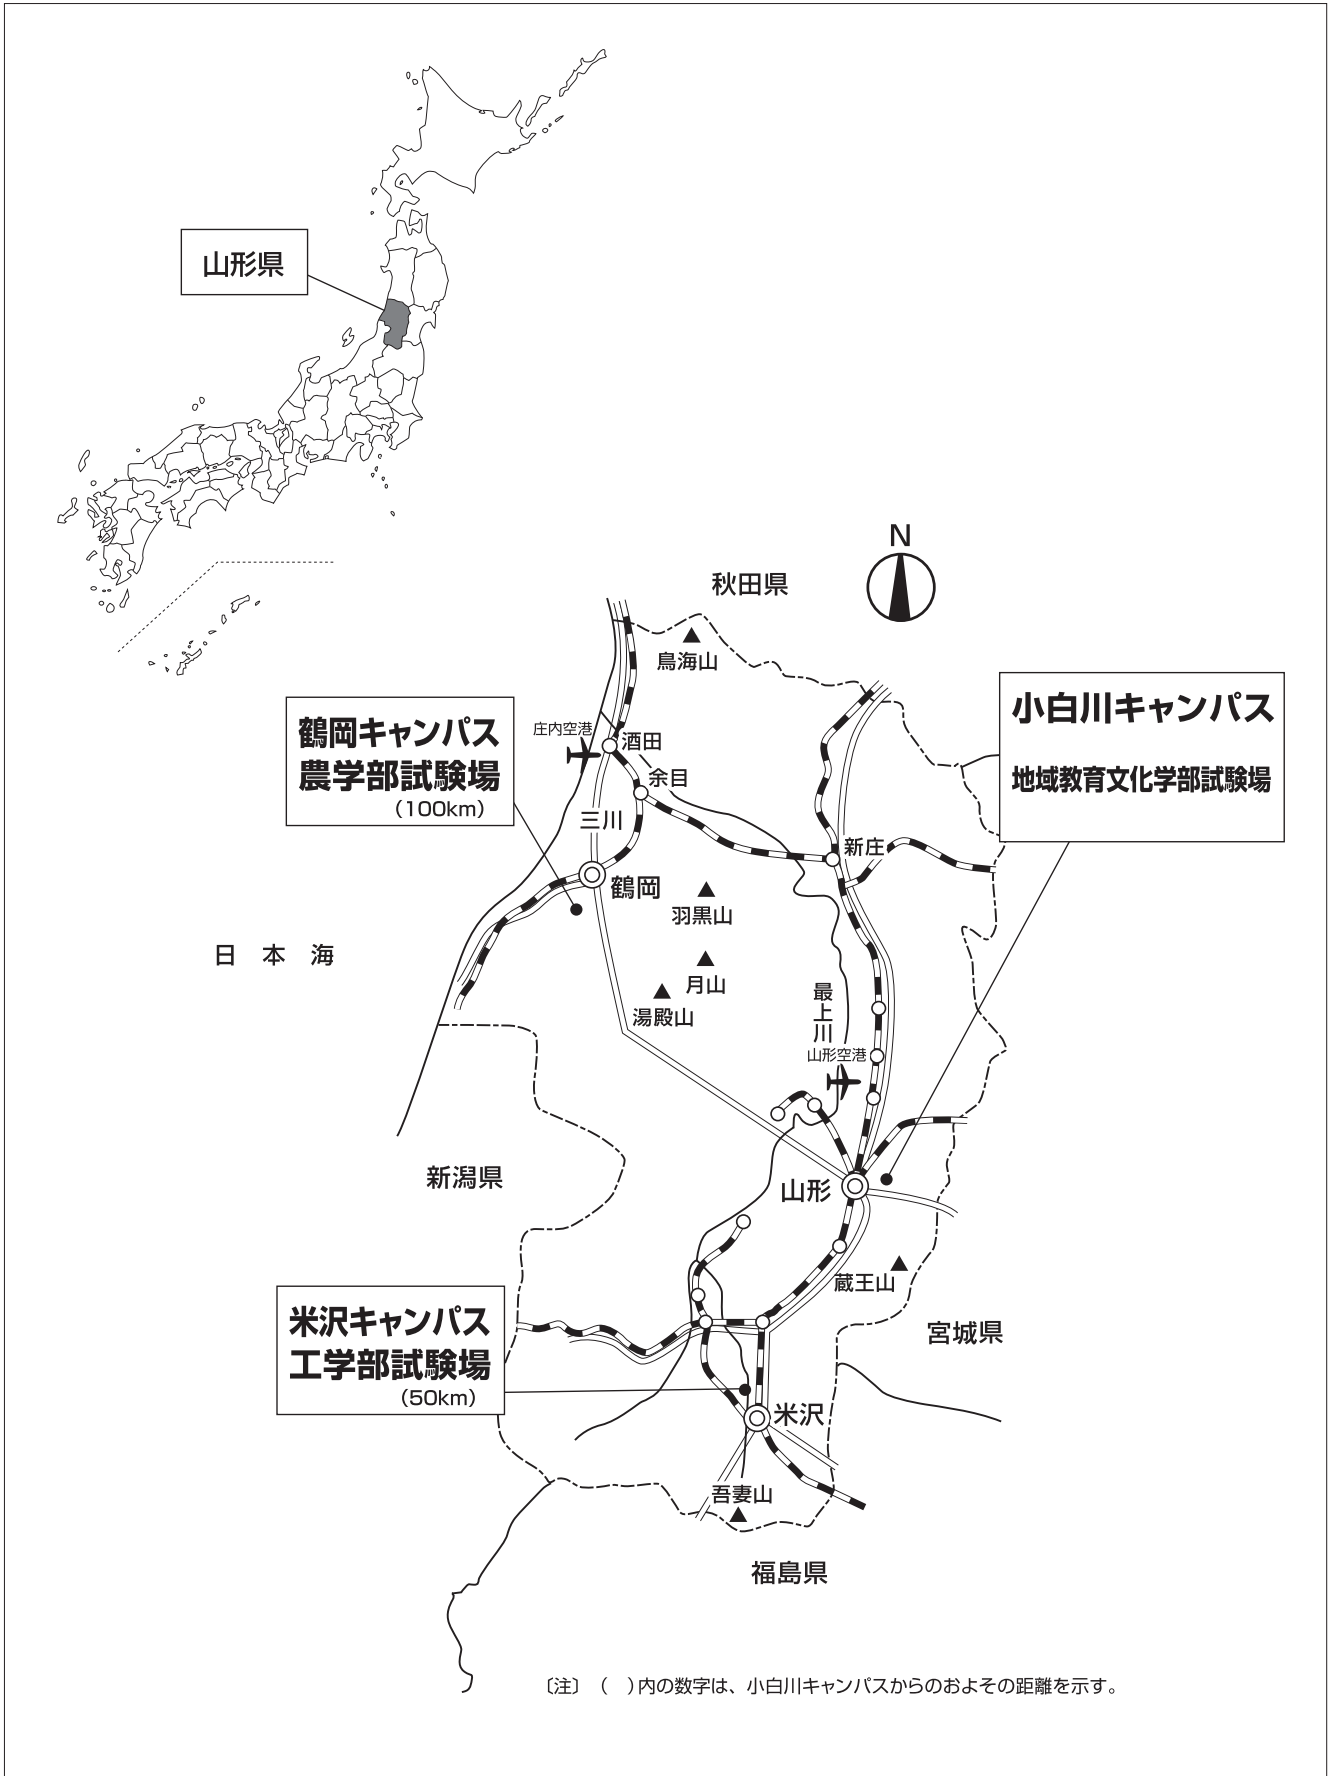 山形県
N
秋田県
鳥海山
小白川キャンパス
地域教育文化学部試験場
鶴岡キャンパス
農学部試験場
(100km)
庄内空港
酒田
余目
三川
新庄
鶴岡
羽黒山
日本海
月山
湯殿山
最上川
山形空港
新潟県
山形
蔵王山
米沢キャンパス
工学部試験場
(50km)
宮城県
米沢
吾妻山
福島県
〔注〕（　）内の数字は、小白川キャンパスからのおよその距離を示す。